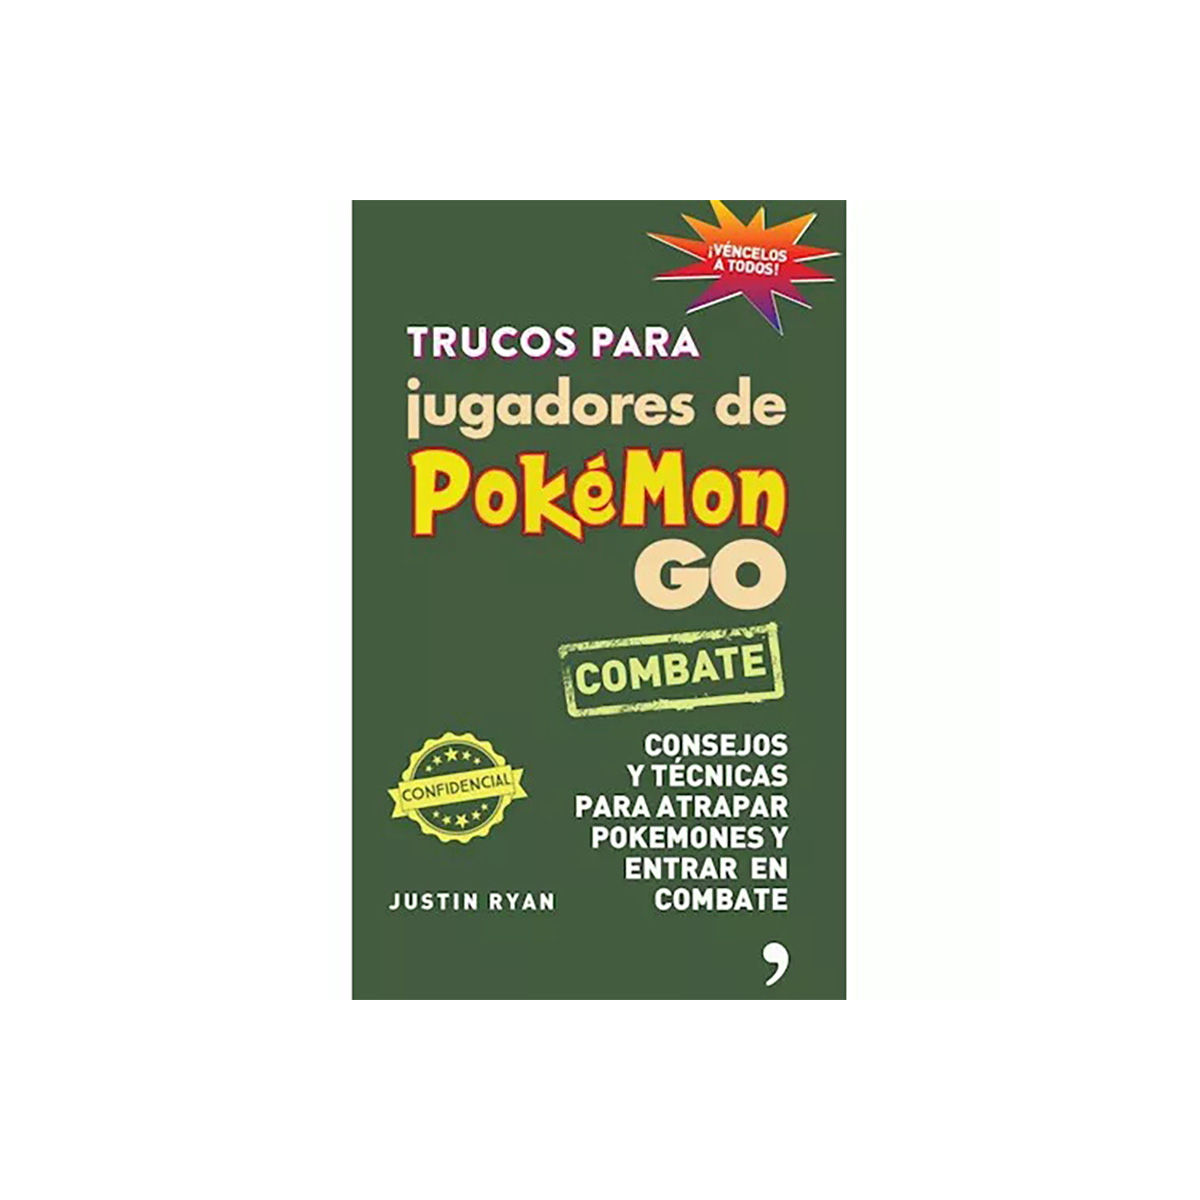 ¡VÉNCELOS
A TODOS!
TRUCOS PARA
jugadores de
PokéMon
GO
COMBATE
CONSEJOS
Y TÉCNICAS
PARA ATRAPAR
POKEMONES Y
ENTRAR EN
COMBATE
CONFIDENCIAL
JUSTIN RYAN